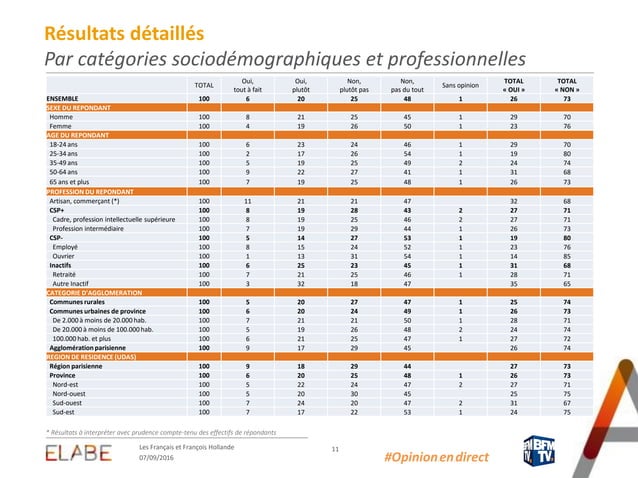 Résultats détaillés
Par catégories sociodémographiques et professionnelles
TOTAL Oui, tout à fait Oui, plutôt Non, plutôt pas Non, pas du tout Sans opinion TOTAL « OUI » TOTAL « NON »
ENSEMBLE 100 6 20 25 48 1 26 73
SEXE DU REPONDANT
Homme 100 8 21 25 45 1 29 70
Femme 100 4 19 26 50 1 23 76
AGE DU REPONDANT
18-24 ans 100 6 23 24 46 1 29 70
25-34 ans 100 2 17 26 54 1 19 80
35-49 ans 100 5 19 25 49 2 24 74
50-64 ans 100 9 22 27 41 1 31 68
65 ans et plus 100 7 19 25 48 1 26 73
PROFESSION DU REPONDANT
Artisan, commerçant (*) 100 11 21 21 47 32 68
CSP+ 100 8 19 28 43 2 27 71
Cadre, profession intellectuelle supérieure 100 8 19 25 46 2 27 71
Profession intermédiaire 100 7 19 29 44 1 26 73
CSP- 100 5 14 27 53 1 19 80
Employé 100 8 15 24 52 1 23 76
Ouvrier 100 1 13 31 54 1 14 85
Inactifs 100 6 25 23 45 1 31 68
Retraité 100 7 21 25 46 1 28 71
Autre Inactif 100 3 32 18 47 35 65
CATEGORIE D'AGGLOMERATION
Communes rurales 100 5 20 27 47 1 25 74
Communes urbaines de province 100 6 20 24 49 1 26 73
De 2.000 à moins de 20.000 hab. 100 7 21 21 50 1 28 71
De 20.000 à moins de 100.000 hab. 100 5 19 26 48 2 24 74
100.000 hab. et plus 100 6 21 25 47 1 27 72
Agglomération parisienne 100 9 17 29 45 26 74
REGION DE RESIDENCE (UDA5)
Région parisienne 100 9 18 29 44 27 73
Province 100 6 20 25 48 1 26 73
Nord-est 100 5 22 24 47 2 27 71
Nord-ouest 100 5 20 30 45 25 75
Sud-ouest 100 7 24 20 47 2 31 67
Sud-est 100 7 17 22 53 1 24 75
* Résultats à interpréter avec prudence compte-tenu des effectifs de répondants
ELABE
Les Français et François Hollande
07/09/2016
11
#Opinionendirect
BFM TV.